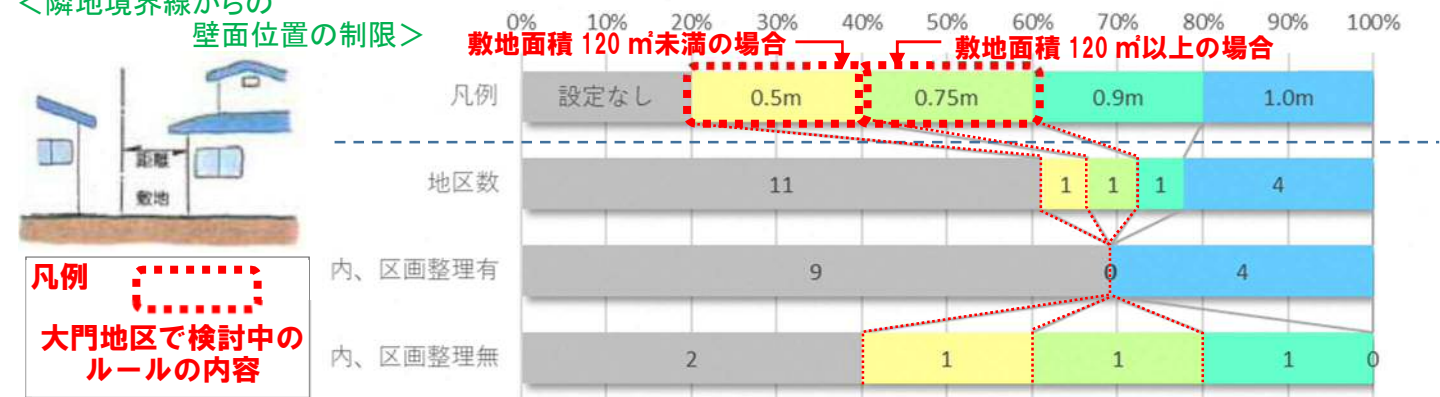 ＜隣地境界線からの
壁面位置の制限＞
0% 10% 20% 30% 40% 50% 60% 70% 80% 90% 100%
敷地面積 120 ㎡未満の場合 敷地面積 120 ㎡以上の場合
凡例 設定なし 0.5m 0.75m 0.9m 1.0m
距離
敷地
地区数 11 1 1 1 4
内、区画整理有 9 0 4
内、区画整理無 2 1 1 1 0
凡例
大門地区で検討中の
ルールの内容